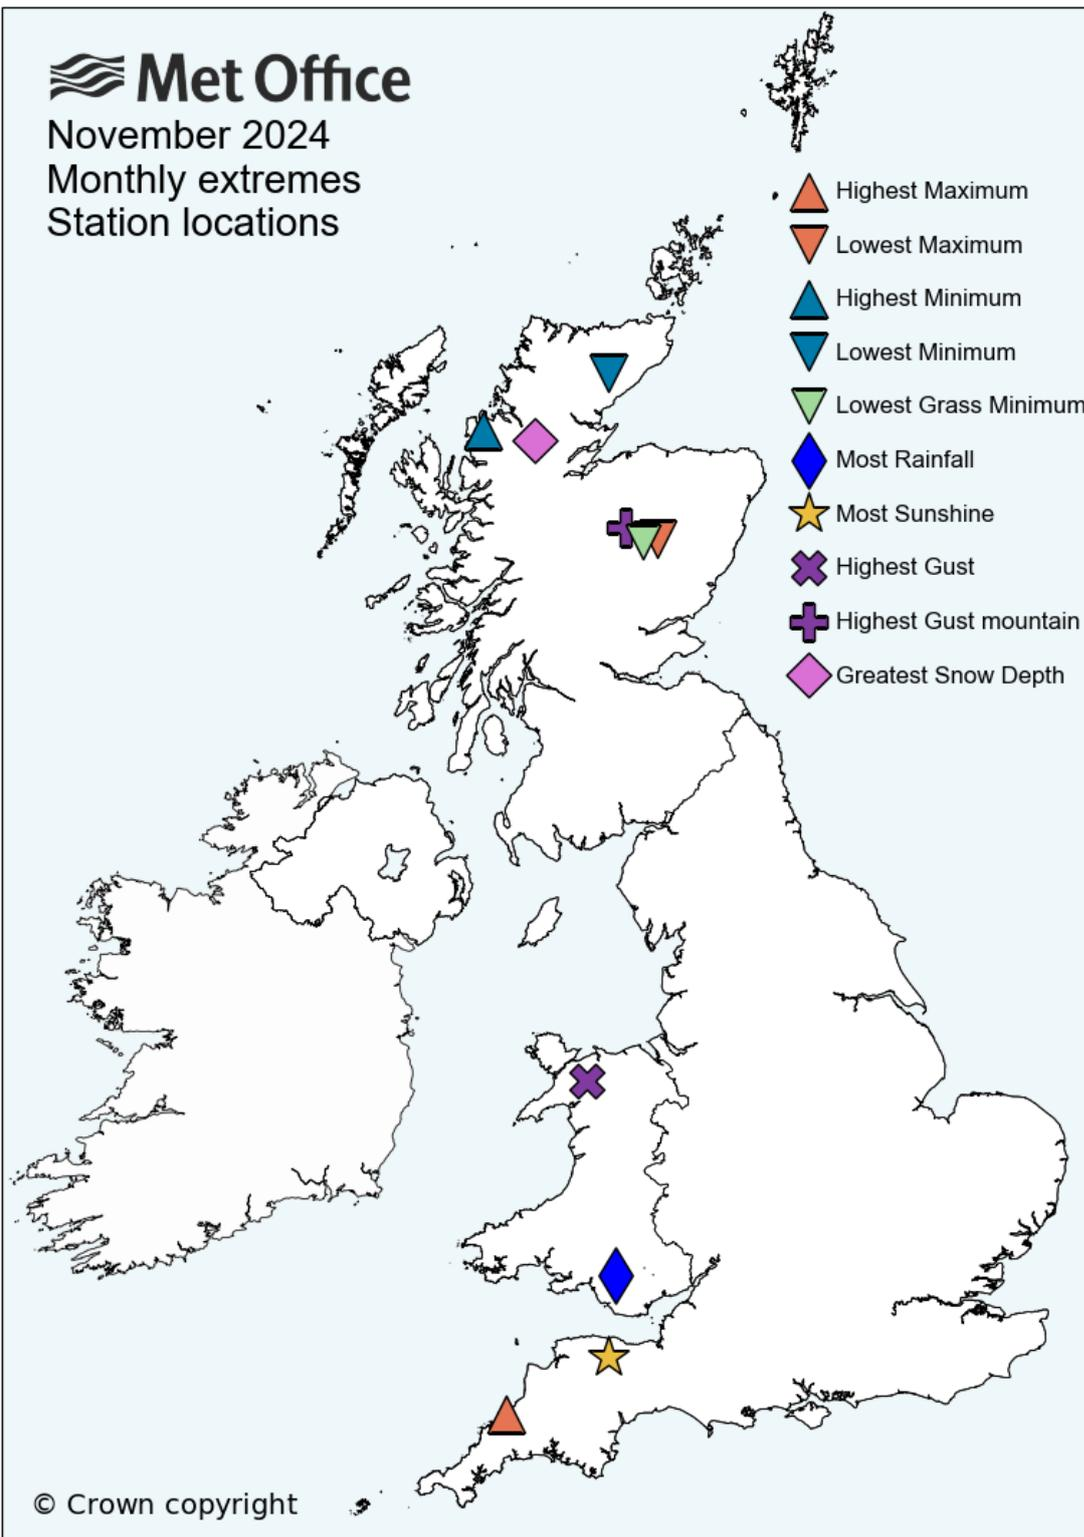 Met Office
November 2024
Monthly extremes
Station locations
Highest Maximum
Lowest Maximum
Highest Minimum
Lowest Minimum
Lowest Grass Minimum
Most Rainfall
Most Sunshine
Highest Gust
Highest Gust mountain
Greatest Snow Depth
© Crown copyright